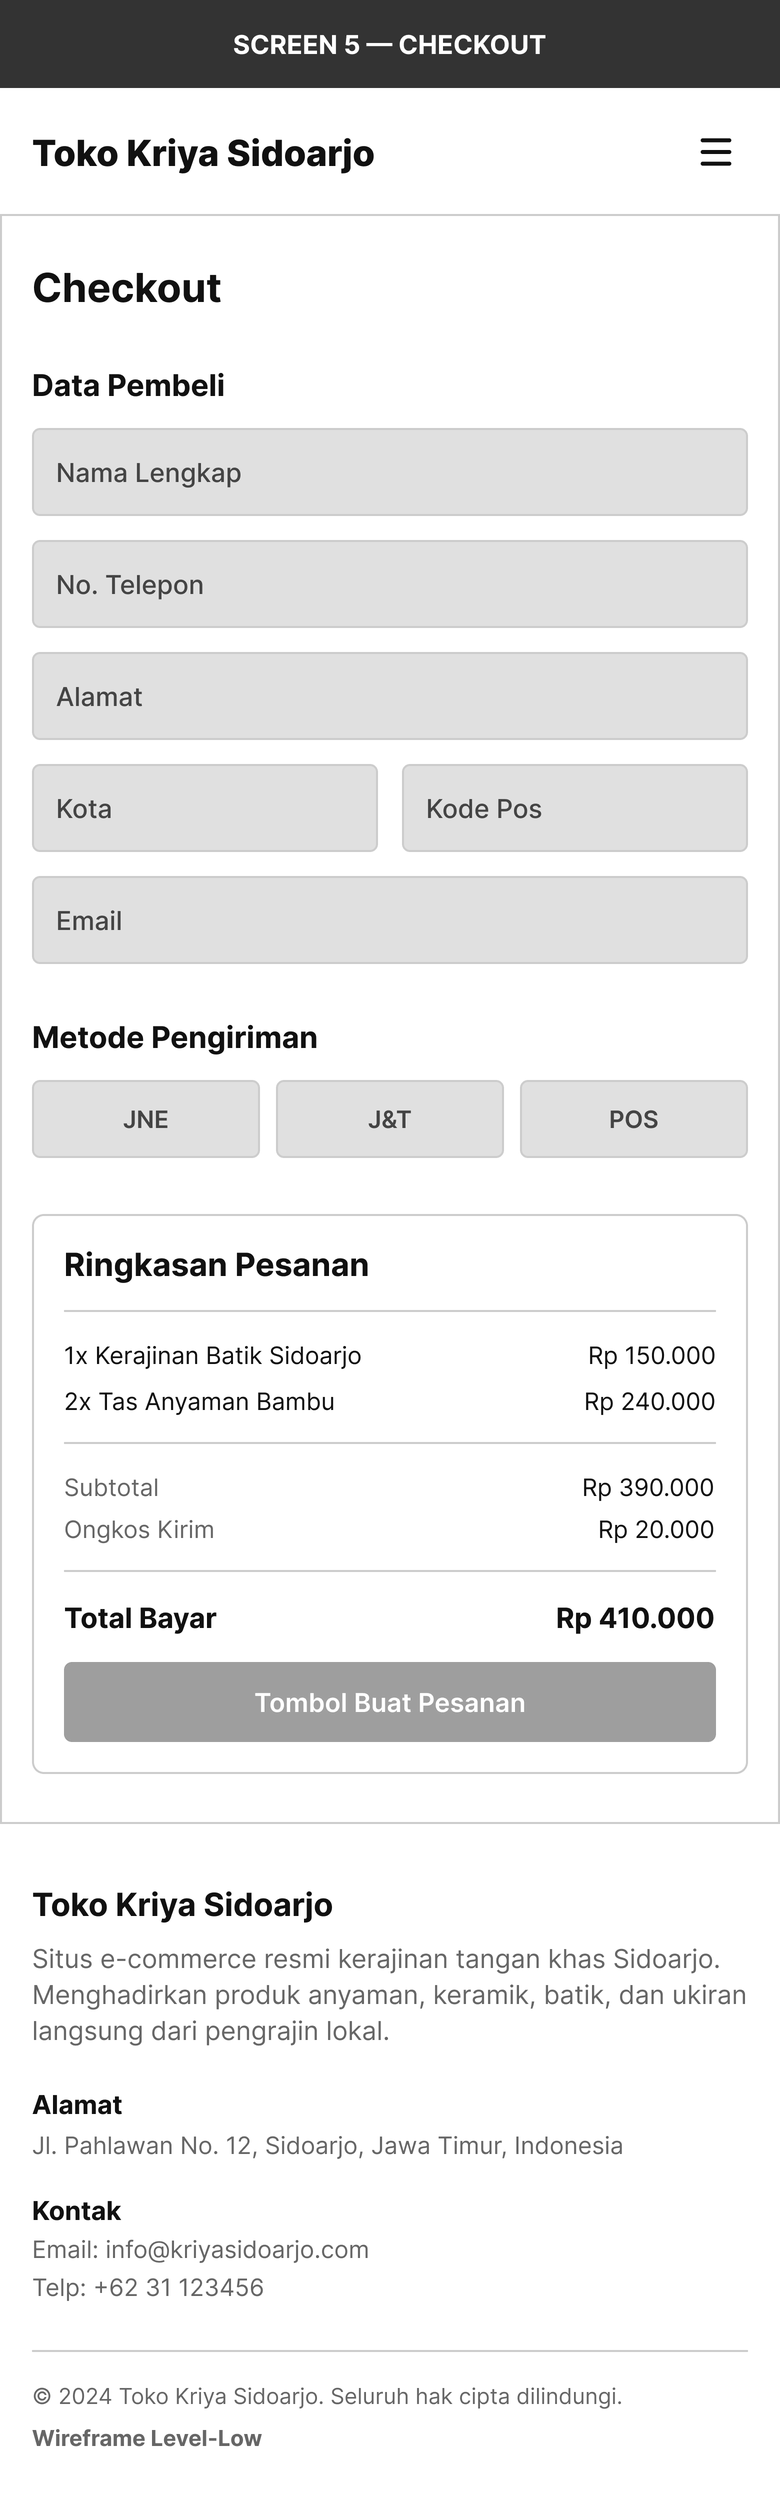 SCREEN 5 — CHECKOUT
Toko Kriya Sidoarjo
Checkout
Data Pembeli
Nama Lengkap
No. Telepon
Alamat
Kota Kode Pos
Email
Metode Pengiriman
JNE J&T POS
Ringkasan Pesanan
1x Kerajinan Batik Sidoarjo Rp 150.000
2x Tas Anyaman Bambu Rp 240.000
Subtotal Rp 390.000
Ongkos Kirim Rp 20.000
Total Bayar Rp 410.000
Tombol Buat Pesanan
Toko Kriya Sidoarjo
Situs e-commerce resmi kerajinan tangan khas Sidoarjo.
Menghadirkan produk anyaman, keramik, batik, dan ukiran
langsung dari pengrajin lokal.
Alamat
Jl. Pahlawan No. 12, Sidoarjo, Jawa Timur, Indonesia
Kontak
Email: info@kriyasidoarjo.com
Telp: +62 31 123456
© 2024 Toko Kriya Sidoarjo. Seluruh hak cipta dilindungi.
Wireframe Level-Low